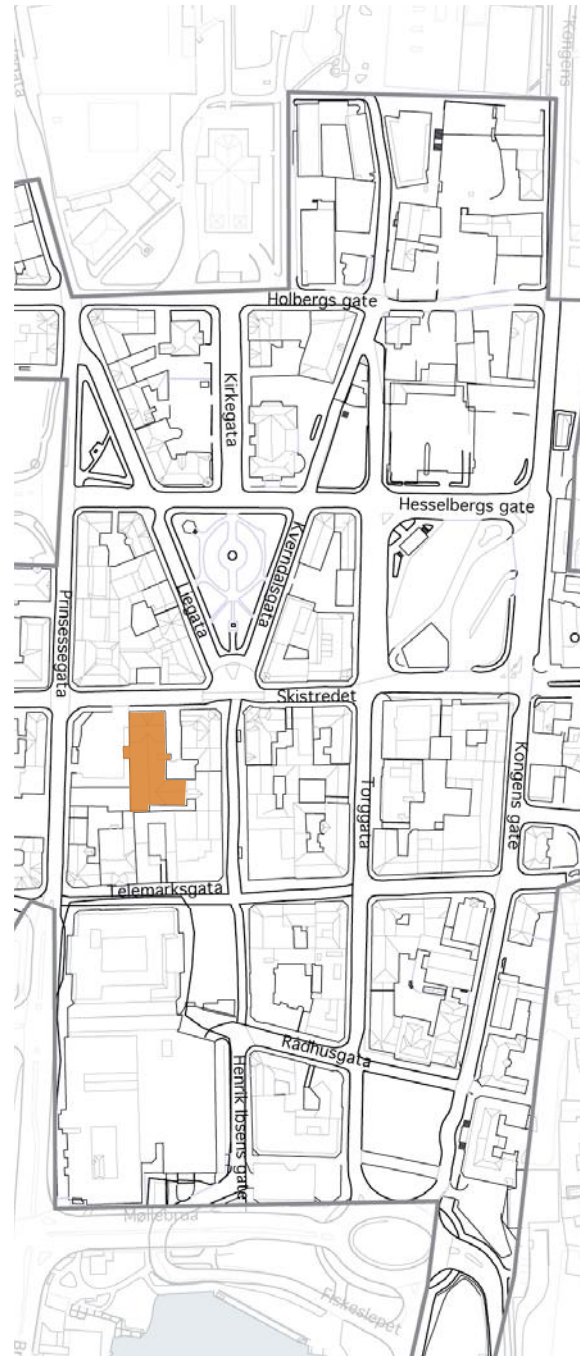 Kongens
Holbergs gate
Kirkegata
Hesselbergs gate
Kverndalsgata
Liegata
Prinsessegata
Skistredet
Torggata
Kongens gate
Telemarksgata
Rådhusgata
Henrik Ibsens gate
Møllebrua
Fiskeslepet